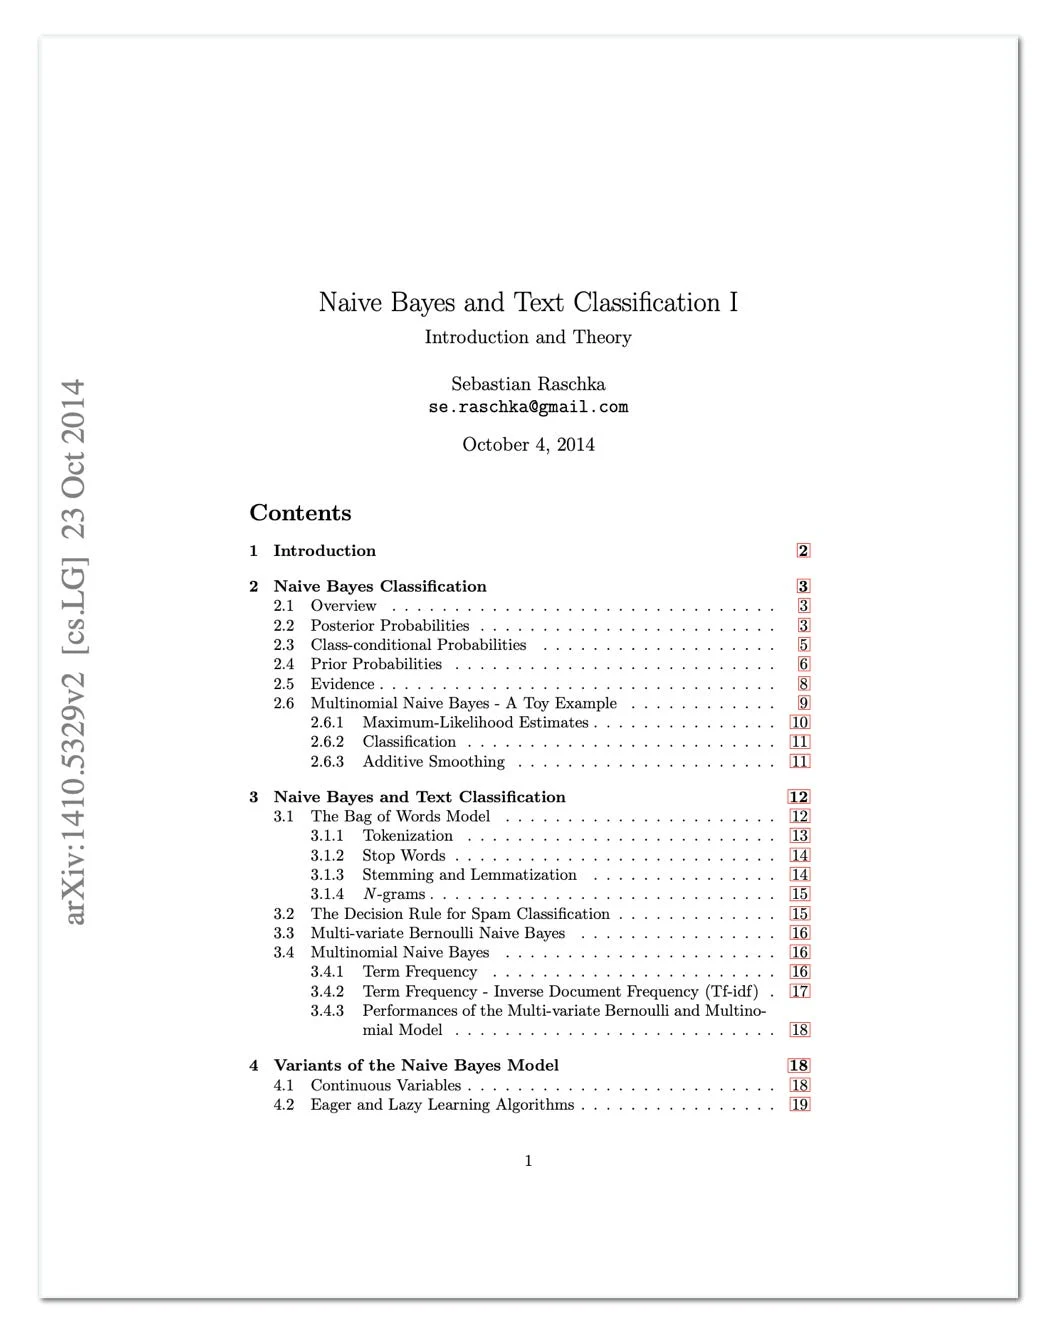 Naive Bayes and Text Classification I
Introduction and Theory
Sebastian Raschka
se.raschka@gmail.com
October 4, 2014
arXiv:1410.5329v2 [cs.LG] 23 Oct 2014
Contents
1 Introduction 2
2 Naive Bayes Classification 3
2.1 Overview . . . . . . . . . . . . . . . . . . . . . . . . . . . . . . . 3
2.2 Posterior Probabilities . . . . . . . . . . . . . . . . . . . . . . . . 3
2.3 Class-conditional Probabilities . . . . . . . . . . . . . . . . . . . 5
2.4 Prior Probabilities . . . . . . . . . . . . . . . . . . . . . . . . . . 6
2.5 Evidence . . . . . . . . . . . . . . . . . . . . . . . . . . . . . . . . 8
2.6 Multinomial Naive Bayes - A Toy Example . . . . . . . . . . . . 9
2.6.1 Maximum-Likelihood Estimates . . . . . . . . . . . . . . . 10
2.6.2 Classification . . . . . . . . . . . . . . . . . . . . . . . . . 11
2.6.3 Additive Smoothing . . . . . . . . . . . . . . . . . . . . . 11
3 Naive Bayes and Text Classification 12
3.1 The Bag of Words Model . . . . . . . . . . . . . . . . . . . . . . 12
3.1.1 Tokenization . . . . . . . . . . . . . . . . . . . . . . . . . 13
3.1.2 Stop Words . . . . . . . . . . . . . . . . . . . . . . . . . . 14
3.1.3 Stemming and Lemmatization . . . . . . . . . . . . . . . 14
3.1.4 N-grams . . . . . . . . . . . . . . . . . . . . . . . . . . . . 15
3.2 The Decision Rule for Spam Classification . . . . . . . . . . . . . 15
3.3 Multi-variate Bernoulli Naive Bayes . . . . . . . . . . . . . . . . 16
3.4 Multinomial Naive Bayes . . . . . . . . . . . . . . . . . . . . . . 16
3.4.1 Term Frequency . . . . . . . . . . . . . . . . . . . . . . . 16
3.4.2 Term Frequency - Inverse Document Frequency (Tf-idf) . 17
3.4.3 Performances of the Multi-variate Bernoulli and Multino-
mial Model . . . . . . . . . . . . . . . . . . . . . . . . . . 18
4 Variants of the Naive Bayes Model 18
4.1 Continuous Variables . . . . . . . . . . . . . . . . . . . . . . . . . 18
4.2 Eager and Lazy Learning Algorithms . . . . . . . . . . . . . . . . 19
1